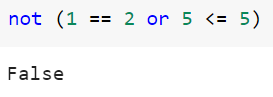 not (1 == 2 or 5 <= 5)
False